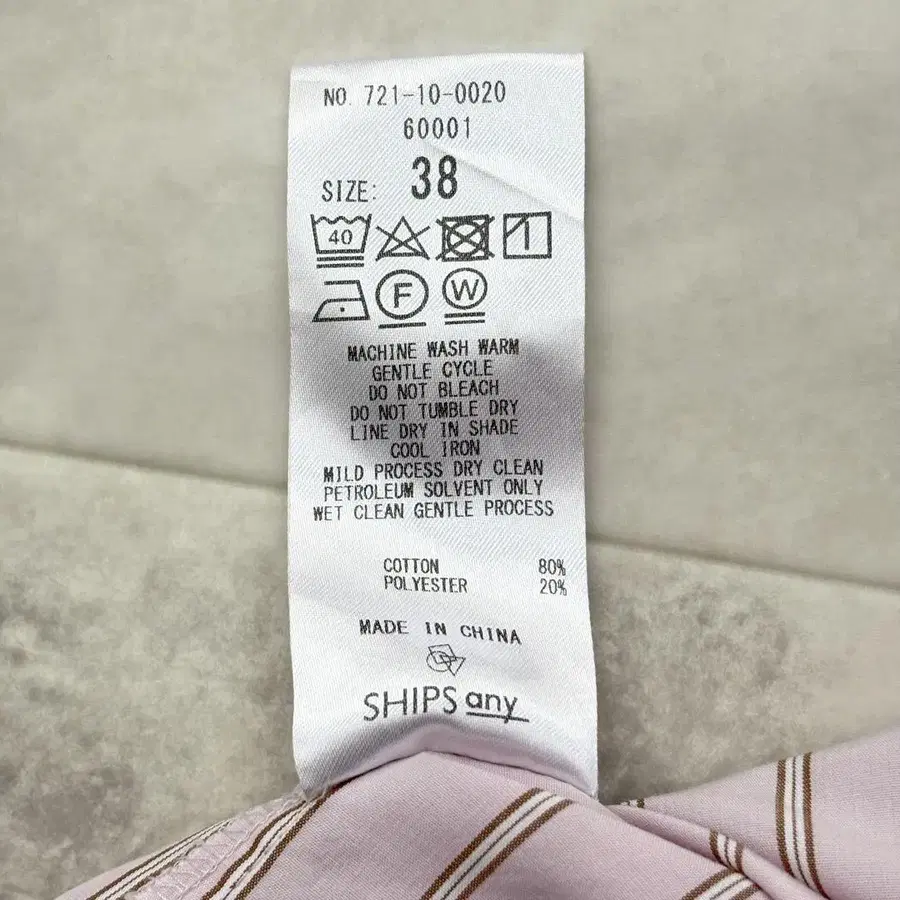 NO. 721-10-0020
60001
SIZE: 38
40
F W
MACHINE WASH WARM
GENTLE CYCLE
DO NOT BLEACH
DO NOT TUMBLE DRY
LINE DRY IN SHADE
COOL IRON
MILD PROCESS DRY CLEAN
PETROLEUM SOLVENT ONLY
WET CLEAN GENTLE PROCESS
COTTON 80%
POLYESTER 20%
MADE IN CHINA
SHIPS any